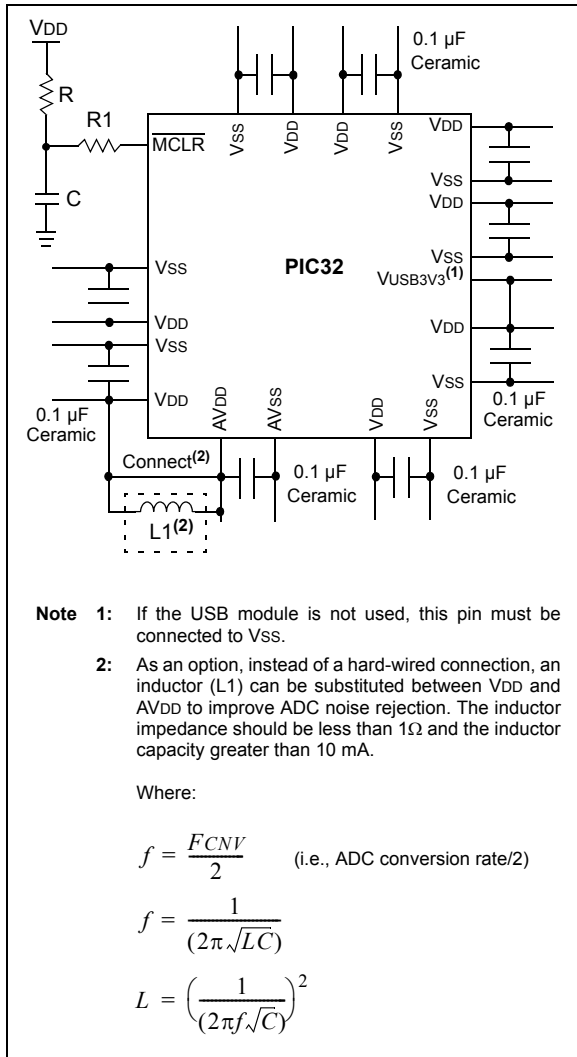 VDD
0.1 µF
Ceramic
R
R1
MCLR
VSS
VDD
VDD
VSS
VDD
C
VSS
VDD
VSS
PIC32
VSS
VUSB3V3(1)
VDD
VSS
VDD
VSS
VDD
AVDD
AVSS
VDD
VSS
0.1 µF
Ceramic
0.1 µF
Ceramic
Connect(2)
0.1 µF
Ceramic
0.1 µF
Ceramic
L1(2)
Note 1: If the USB module is not used, this pin must be
connected to VSS.
2: As an option, instead of a hard-wired connection, an
inductor (L1) can be substituted between VDD and
AVDD to improve ADC noise rejection. The inductor
impedance should be less than 1Ω and the inductor
capacity greater than 10 mA.
Where:
f = FCNV / 2 (i.e., ADC conversion rate/2)
f = 1 / (2π√LC)
L = (1 / (2πf√C))²